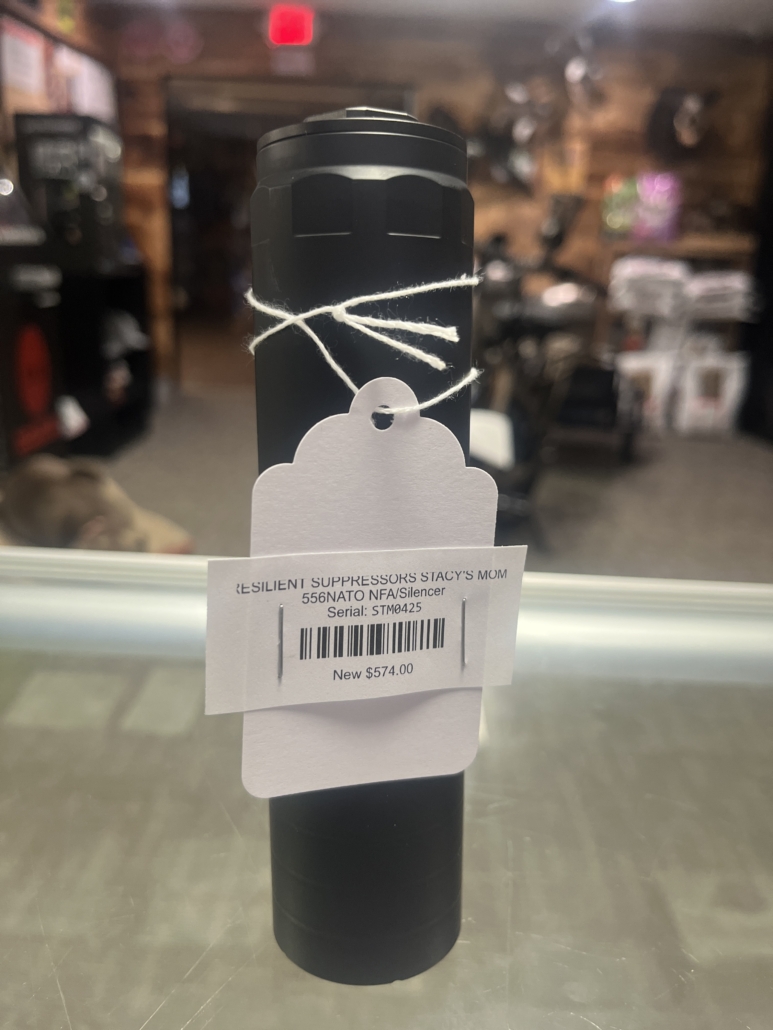 RESILIENT SUPPRESSORS STACY'S MOM
556NATO NFA/Silencer
Serial: STM0425
New $574.00